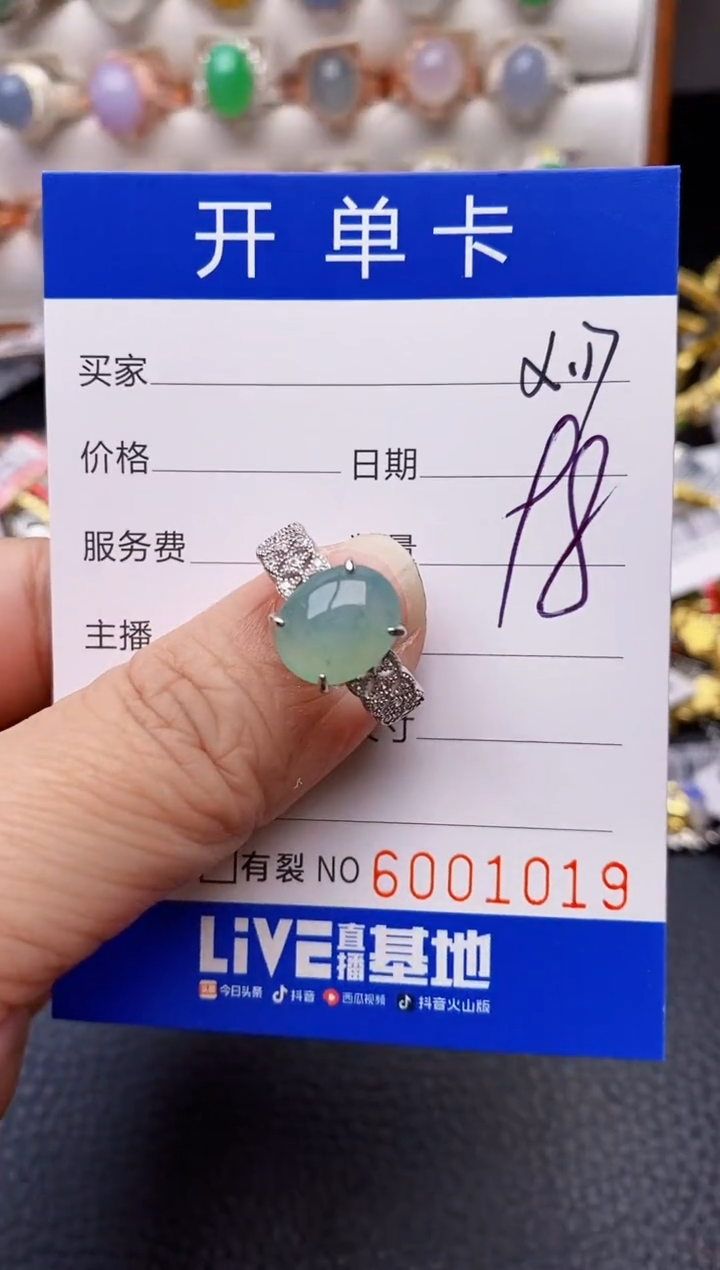 开单卡
买家
价格 日期
服务费
主播
寸
有裂 NO 6001019
LiVE直播基地
今日头条 抖音 西瓜视频 抖音火山版